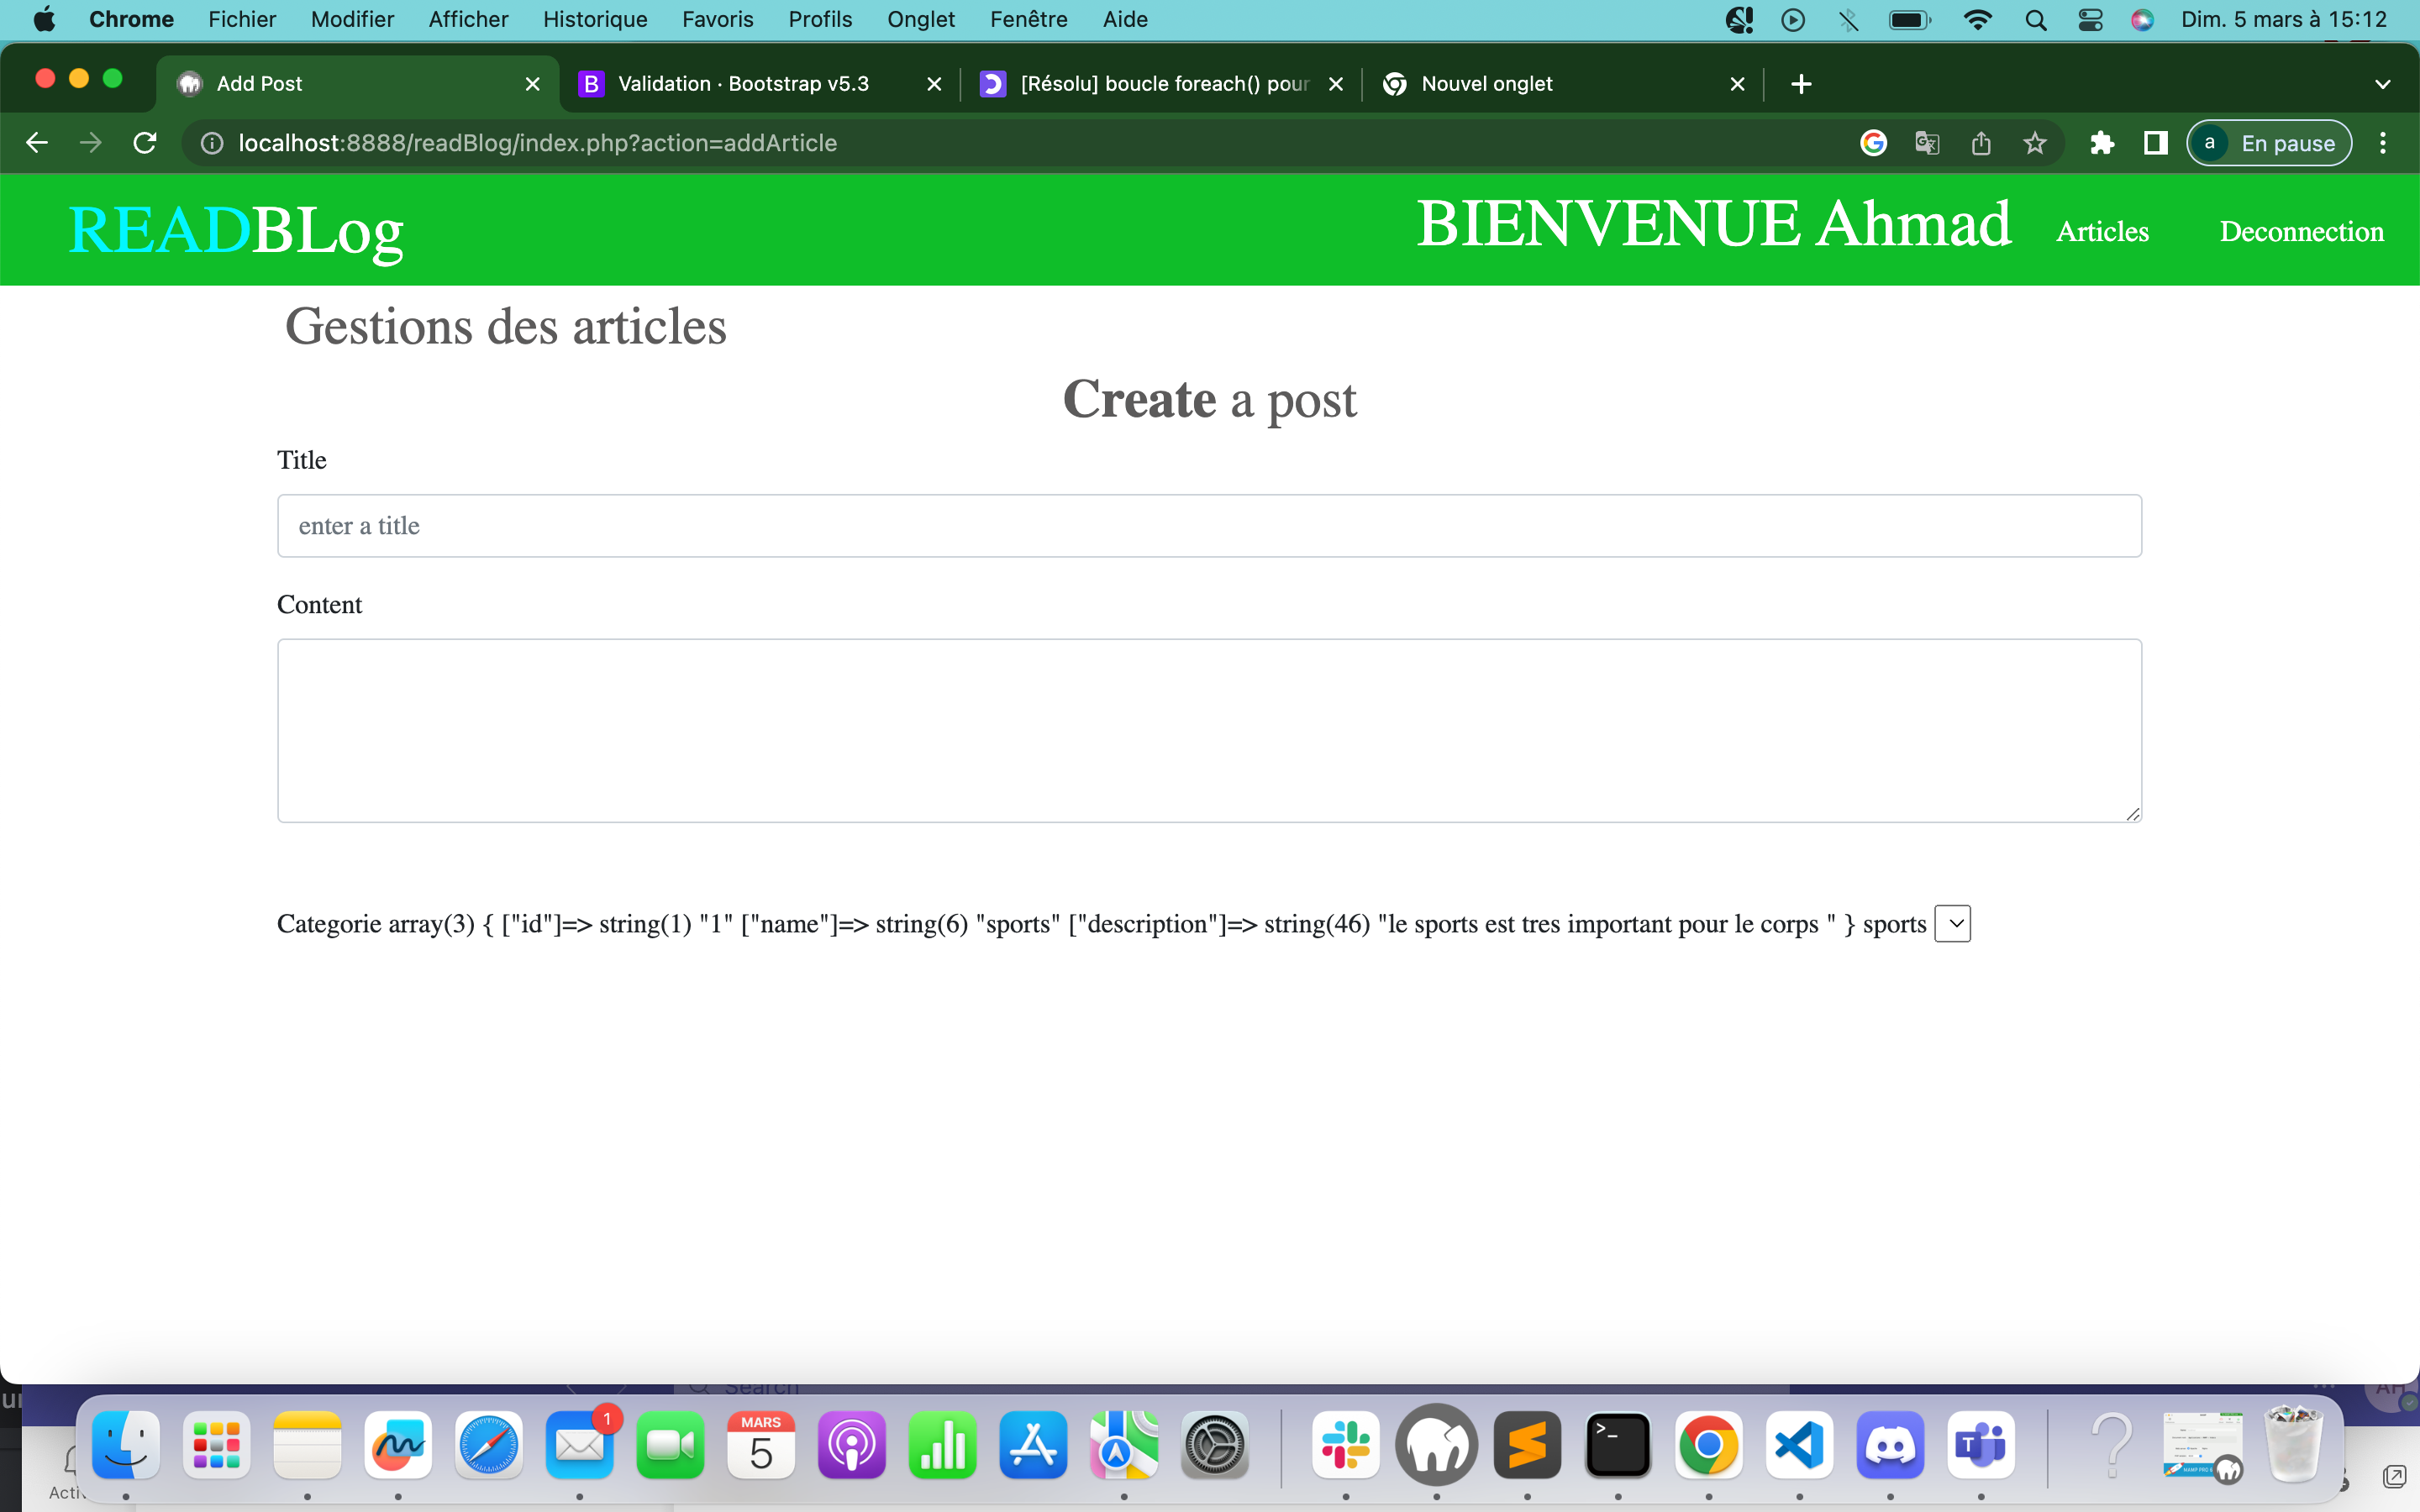 Chrome Fichier Modifier Afficher Historique Favoris Profils Onglet Fenêtre Aide Dim. 5 mars à 15:12
Add Post B Validation · Bootstrap v5.3 [Résolu] boucle foreach() pour Nouvel onglet
localhost:8888/readBlog/index.php?action=addArticle a En pause
READBLog BIENVENUE Ahmad Articles Deconnection
Gestions des articles
Create a post
Title
enter a title
Content
Categorie array(3) { ["id"]=> string(1) "1" ["name"]=> string(6) "sports" ["description"]=> string(46) "le sports est tres important pour le corps " } sports
Search
1
MARS
5
>_
T